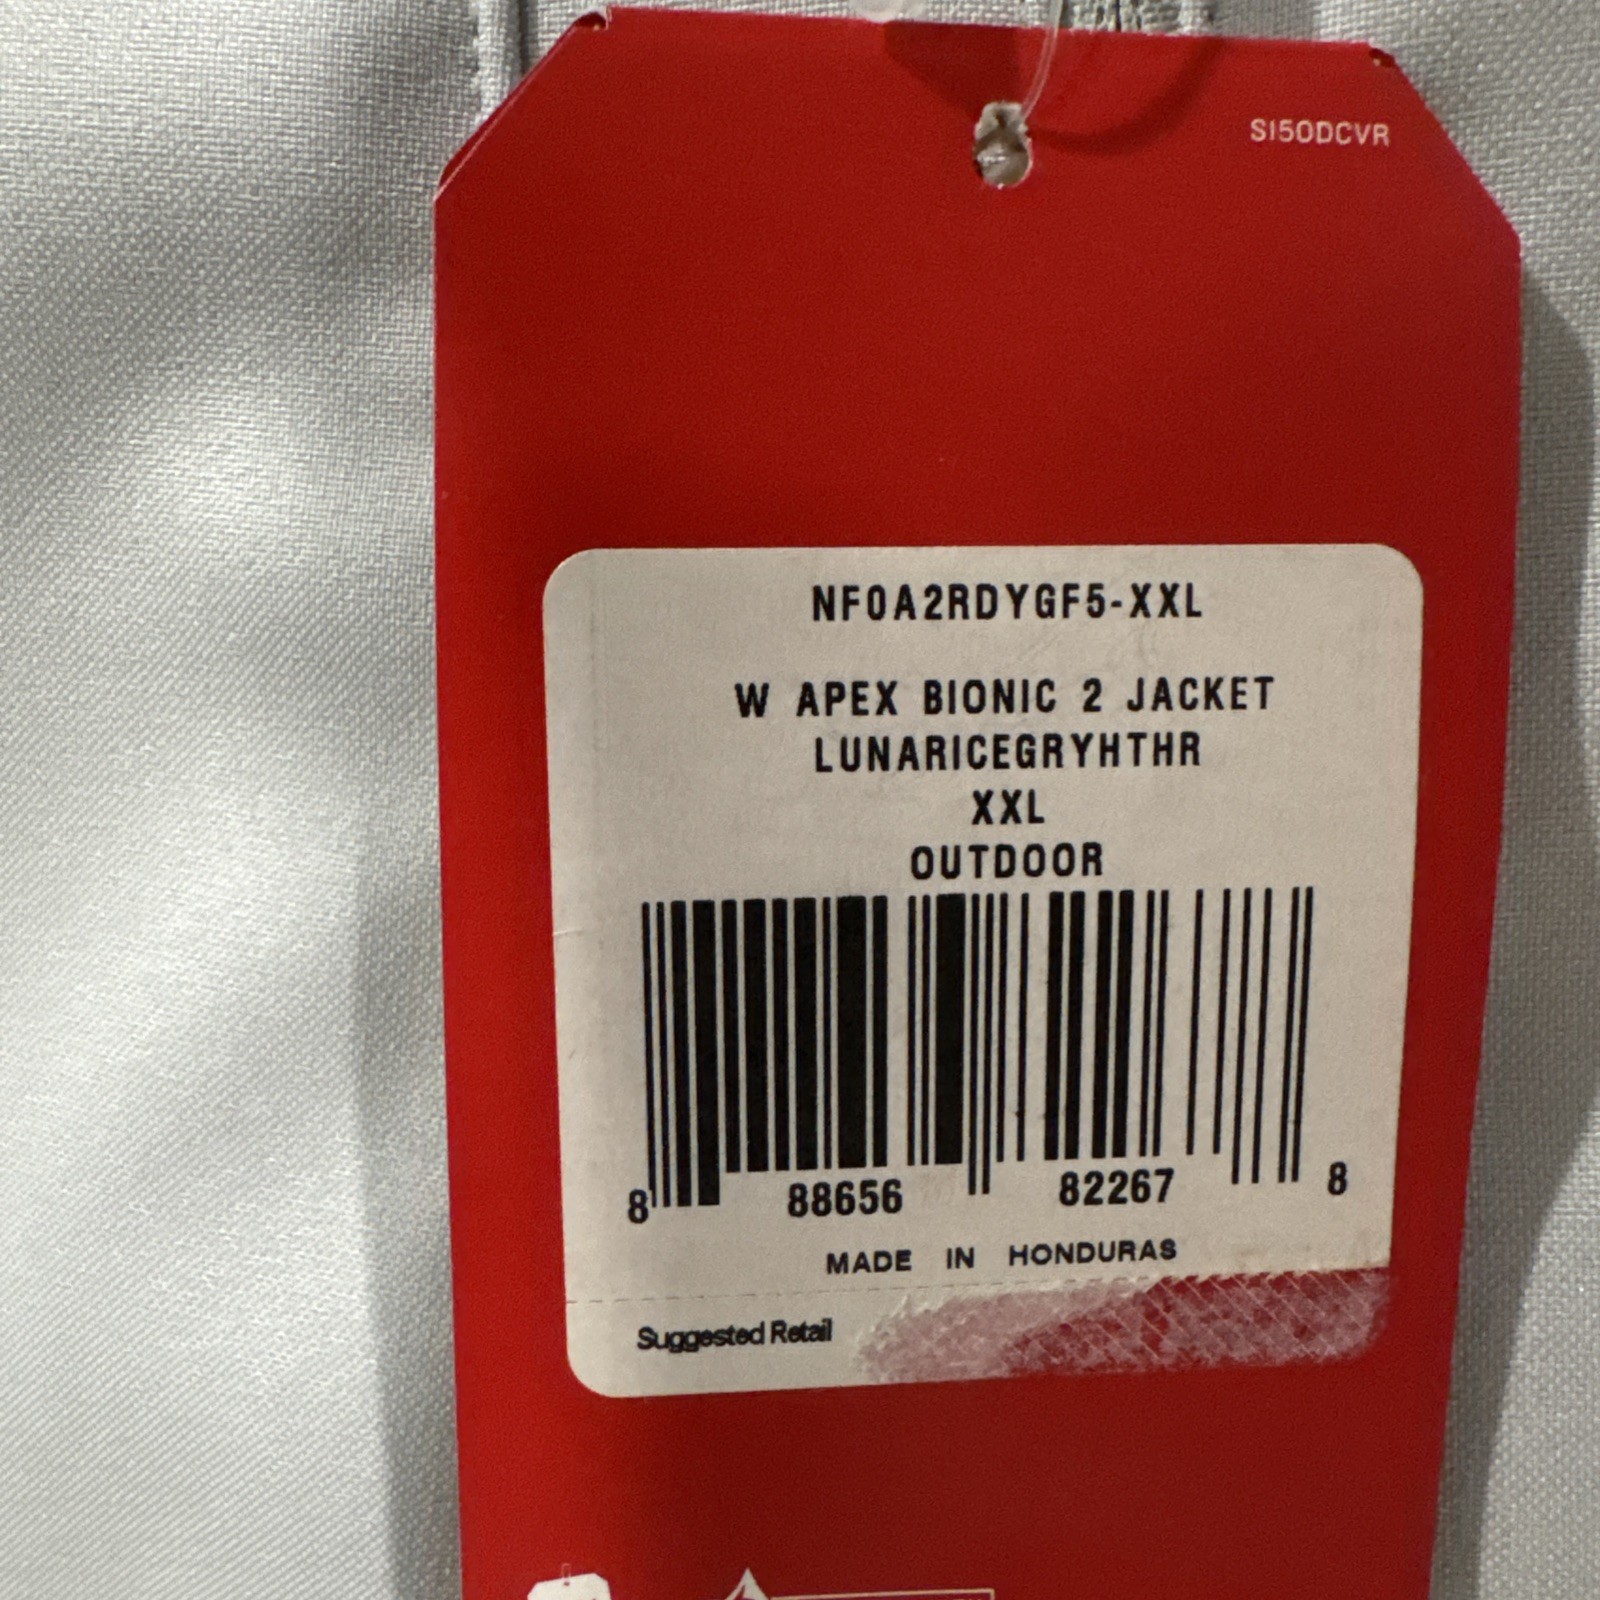 SI50DCVR
NF0A2RDYGF5-XXL
W APEX BIONIC 2 JACKET
LUNARICEGRYHTHR
XXL
OUTDOOR
8 88656 82267 8
MADE IN HONDURAS
Suggested Retail